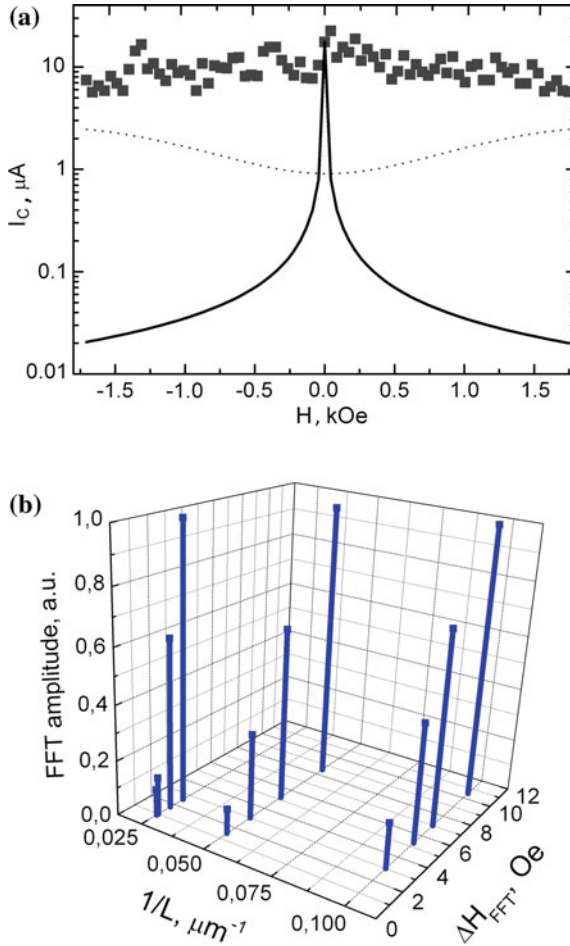 (a)
10
1
0.1
0.01
I_C, μA
-1.5 -1.0 -0.5 0.0 0.5 1.0 1.5
H, kOe
(b)
1,0
0,8
0,6
0,4
0,2
0,0
FFT amplitude, a.u.
0,025 0,050 0,075 0,100
1/L, μm⁻¹
0 2 4 6 8 10 12
ΔH_FFT, Oe